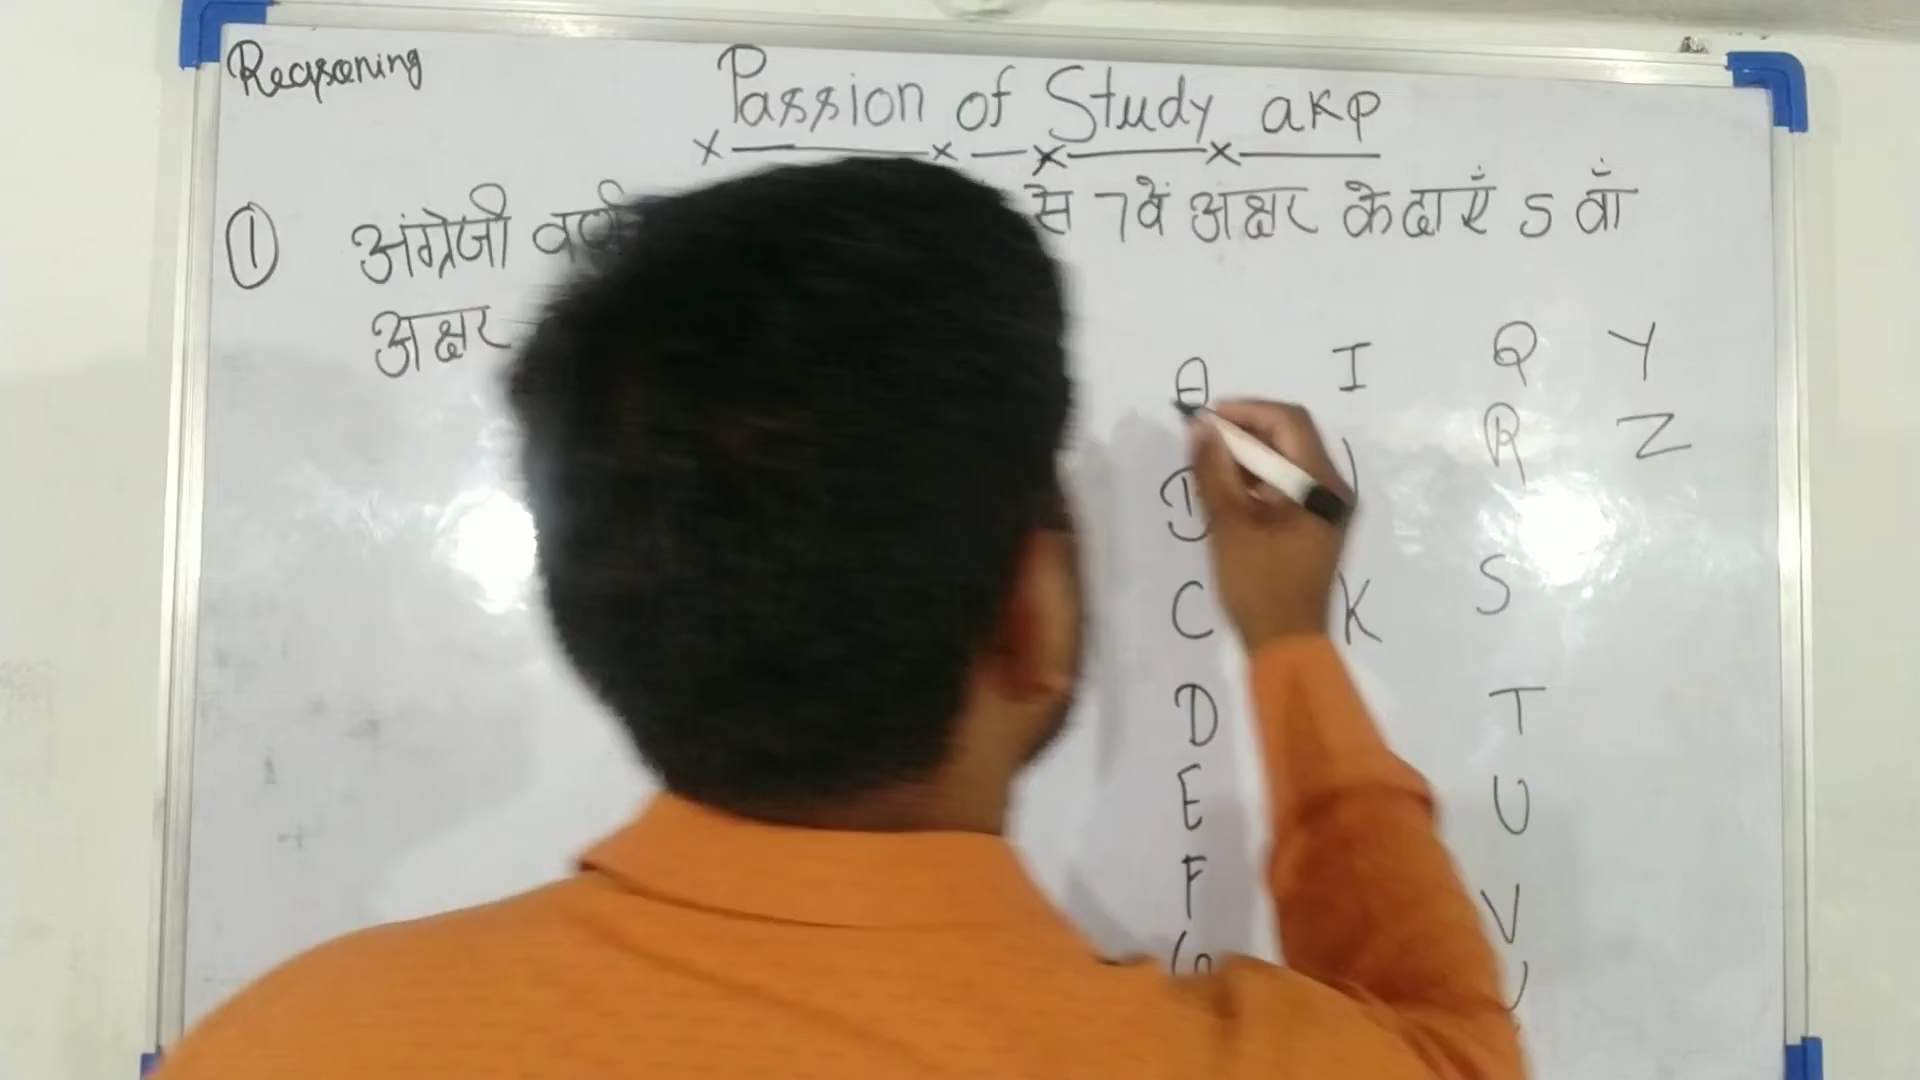 Reasoning
Passion of Study aKP
① अंग्रेजी से 7वें अक्षर के दाएँ 5 वाँ
अक्षर
A I Q Y
B J R Z
C K S
D T
E U
F V
G